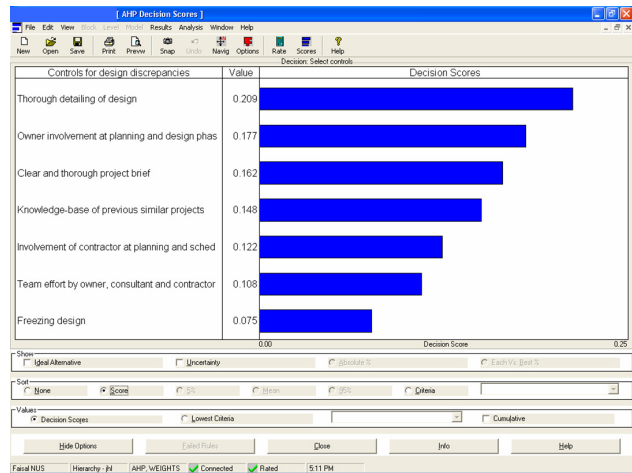 [ AHP Decision Scores ]
File Edit View Block Level Model Results Analysis Window Help
New Open Save Print Prevw Snap Undo Navig Options Rate Scores Help
Decision: Select controls
Controls for design discrepancies Value Decision Scores
Thorough detailing of design 0.209
Owner involvement at planning and design phas 0.177
Clear and thorough project brief 0.162
Knowledge-base of previous similar projects 0.148
Involvement of contractor at planning and sched 0.122
Team effort by owner, consultant and contractor 0.108
Freezing design 0.075
0.00 Decision Score 0.25
Show
Ideal Alternative Uncertainty Absolute % Each Vs. Best %
Sort
None Score 5% Mean 95% Criteria
Values
Decision Scores Lowest Criteria Cumulative
Hide Options Failed Rules Close Info Help
Faisal NUS Hierarchy - jhl AHP, WEIGHTS Connected Rated 5:11 PM